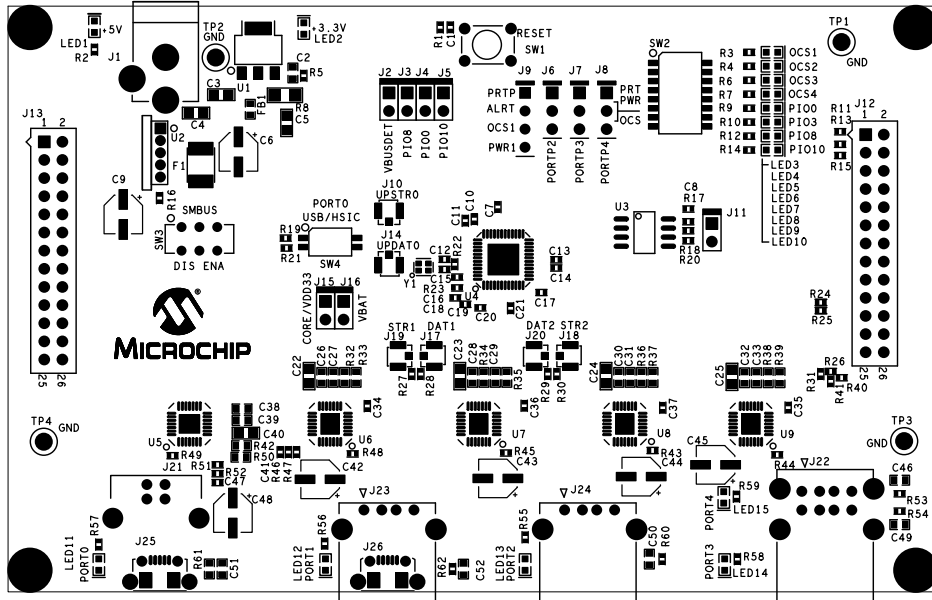 +5V
LED1
R2
J1
TP2
GND
+3.3V
LED2
U1
C2
R5
C3
FB1
R8
C5
C4
R1
C1
RESET
SW1
SW2
TP1
GND
R3
R4
R6
R7
R9
R10
R12
R14
OCS1
OCS2
OCS3
OCS4
PIO0
PIO3
PIO8
PIO10
LED3
LED4
LED5
LED6
LED7
LED8
LED9
LED10
J2
J3
J4
J5
VBUSDET
PIO8
PIO0
PIO10
J9
J6
J7
J8
PRTP
ALRT
OCS1
PWR1
PRT
PWR
OCS
PORTP2
PORTP3
PORTP4
J13
1 2
25
26
U2
F1
C6
C9
R16
SMBUS
SW3
DIS ENA
R11
R13
R15
J12
1 2
25
26
J10
UPSTR0
PORT0
USB/HSIC
R19
R21
SW4
J14
UPDAT0
Y1
C12
C15
R22
C11
C10
C7
R23
C16
C18
U4
C19
C20
C21
C17
C13
C14
U3
C8
R17
R18
R20
J11
J15
J16
CORE/VDD33
VBAT
MICROCHIP
R24
R25
STR1
J19
DAT1
J17
R27
R28
DAT2
J20
STR2
J18
R29
R30
C22
C26
C27
R32
R33
C23
C28
R34
C29
R35
C24
C30
C31
R36
R37
C25
C32
C33
R38
R39
R31
R26
R40
R41
TP4
GND
U5
R49
C38
C39
C40
R42
R50
C34
U6
R48
C36
U7
R45
C37
U8
R43
C35
U9
R44
TP3
GND
J21
R51
R52
C47
C48
C41
R46
R47
C42
C43
C44
C45
J22
C46
R53
R54
C49
J23
J24
PORT4
R59
LED15
LED11
PORT0
R57
J25
R61
C51
R56
LED12
PORT1
J26
R62
C52
R55
LED13
PORT2
C50
R60
PORT3
R58
LED14